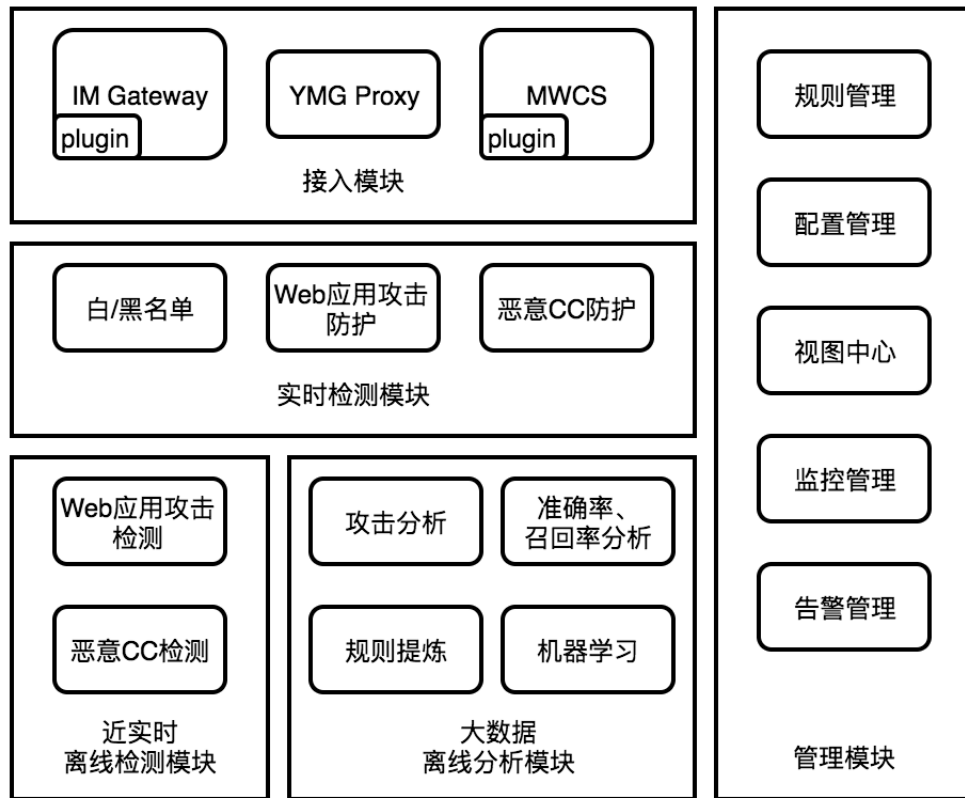 IM Gateway
plugin
YMG Proxy
MWCS
plugin
接入模块
白/黑名单
Web应用攻击
防护
恶意CC防护
实时检测模块
Web应用攻击
检测
恶意CC检测
近实时
离线检测模块
攻击分析
准确率、
召回率分析
规则提炼
机器学习
大数据
离线分析模块
规则管理
配置管理
视图中心
监控管理
告警管理
管理模块